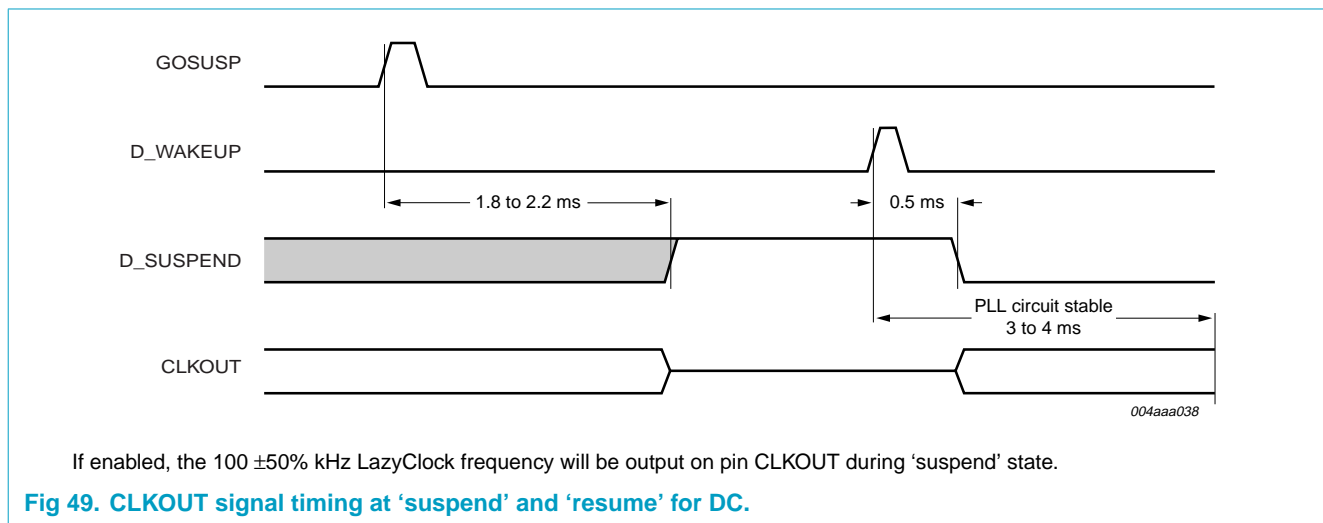 GOSUSP
D_WAKEUP
1.8 to 2.2 ms
0.5 ms
D_SUSPEND
PLL circuit stable
3 to 4 ms
CLKOUT
004aaa038
If enabled, the 100 ±50% kHz LazyClock frequency will be output on pin CLKOUT during ‘suspend’ state.
Fig 49. CLKOUT signal timing at ‘suspend’ and ‘resume’ for DC.